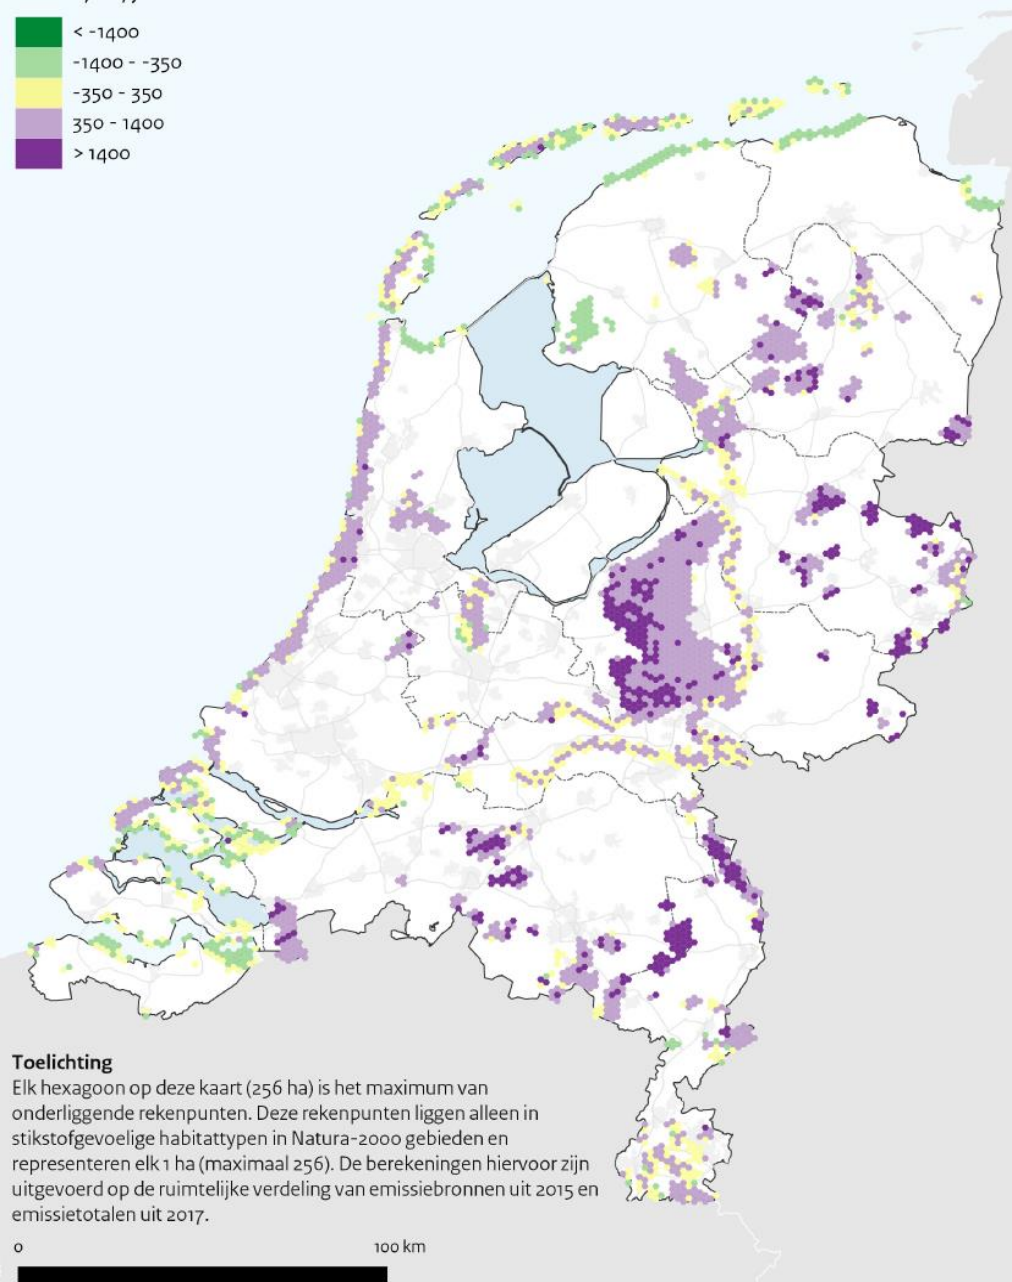 < -1400
-1400 - -350
-350 - 350
350 - 1400
> 1400
Toelichting
Elk hexagoon op deze kaart (256 ha) is het maximum van
onderliggende rekenpunten. Deze rekenpunten liggen alleen in
stikstofgevoelige habitattypen in Natura-2000 gebieden en
representeren elk 1 ha (maximaal 256). De berekeningen hiervoor zijn
uitgevoerd op de ruimtelijke verdeling van emissiebronnen uit 2015 en
emissietotalen uit 2017.
0 100 km